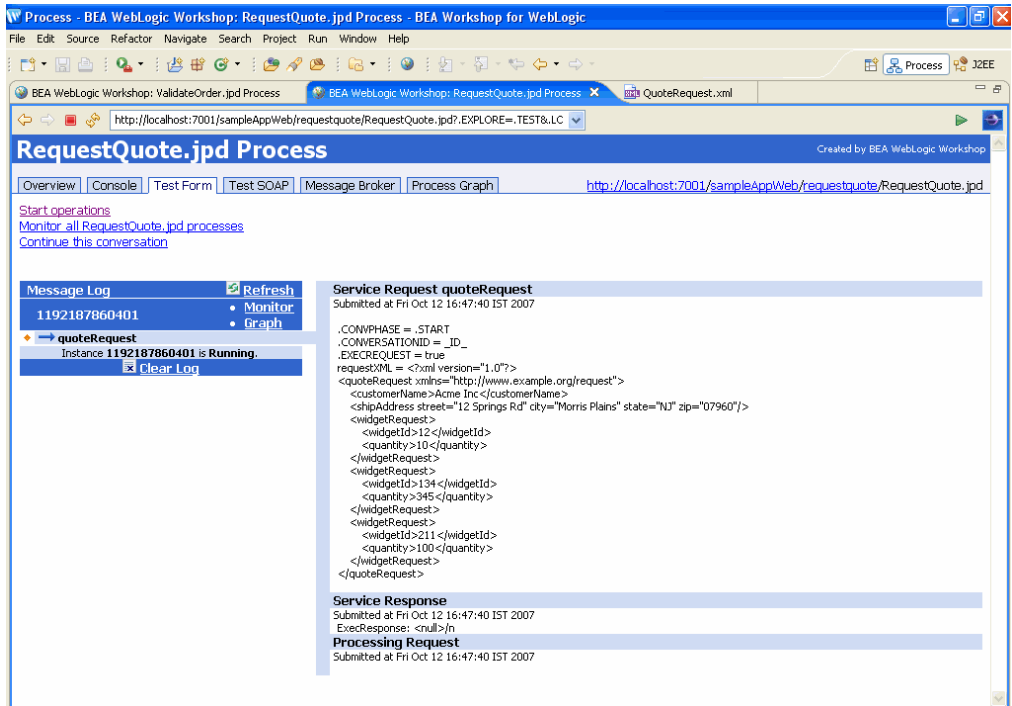 Process - BEA WebLogic Workshop: RequestQuote.jpd Process - BEA Workshop for WebLogic
File Edit Source Refactor Navigate Search Project Run Window Help
Process J2EE
BEA WebLogic Workshop: ValidateOrder.jpd Process BEA WebLogic Workshop: RequestQuote.jpd Process QuoteRequest.xml
http://localhost:7001/sampleAppWeb/requestquote/RequestQuote.jpd?.EXPLORE=.TEST&.LC
RequestQuote.jpd Process Created by BEA WebLogic Workshop
Overview Console Test Form Test SOAP Message Broker Process Graph http://localhost:7001/sampleAppWeb/requestquote/RequestQuote.jpd
Start operations
Monitor all RequestQuote.jpd processes
Continue this conversation
Message Log Refresh
1192187860401
• Monitor
• Graph
quoteRequest
Instance 1192187860401 is Running.
Clear Log
Service Request quoteRequest
Submitted at Fri Oct 12 16:47:40 IST 2007
.CONVPHASE = .START
.CONVERSATIONID = _ID_
.EXECREQUEST = true
requestXML = <?xml version="1.0"?>
<quoteRequest xmlns="http://www.example.org/request">
<customerName>Acme Inc</customerName>
<shipAddress street="12 Springs Rd" city="Morris Plains" state="NJ" zip="07960"/>
<widgetRequest>
<widgetId>12</widgetId>
<quantity>10</quantity>
</widgetRequest>
<widgetRequest>
<widgetId>134</widgetId>
<quantity>345</quantity>
</widgetRequest>
<widgetRequest>
<widgetId>211</widgetId>
<quantity>100</quantity>
</widgetRequest>
</quoteRequest>
Service Response
Submitted at Fri Oct 12 16:47:40 IST 2007
ExecResponse: <null>/n
Processing Request
Submitted at Fri Oct 12 16:47:40 IST 2007